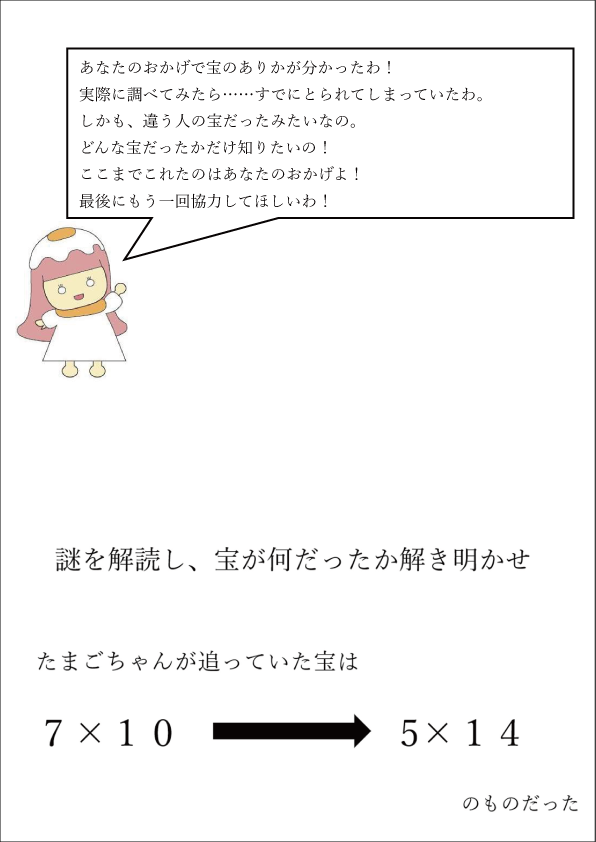 あなたのおかげで宝のありかが分かったわ！
実際に調べてみたら……すでにとられてしまっていたわ。
しかも、違う人の宝だったみたいなの。
どんな宝だったかだけ知りたいの！
ここまでこれたのはあなたのおかげよ！
最後にもう一回協力してほしいわ！
謎を解読し、宝が何だったか解き明かせ
たまごちゃんが追っていた宝は
７×１０
５×１４
のものだった